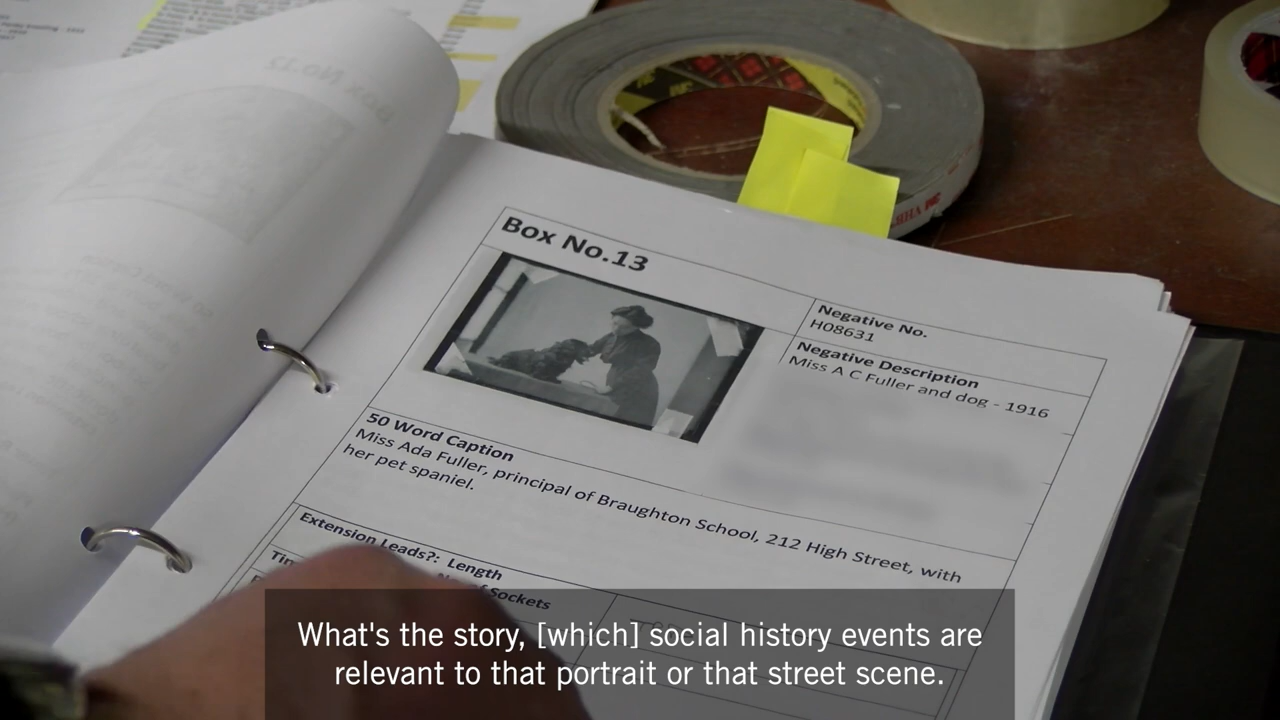 Box No.13
Negative No.
H08631
Negative Description
Miss A C Fuller and dog - 1916
50 Word Caption
Miss Ada Fuller, principal of Braughton School, 212 High Street, with
her pet spaniel.
Extension Leads?: Length
Sockets
3M VHB
What's the story, [which] social history events are
relevant to that portrait or that street scene.